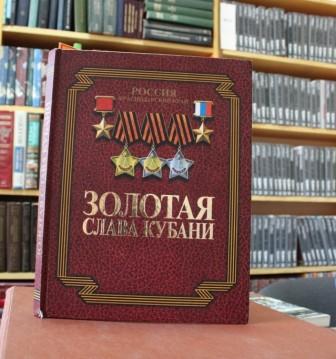 РОССИЯ
КРАСНОДАРСКИЙ КРАЙ
ЗОЛОТАЯ
СЛАВА КУБАНИ